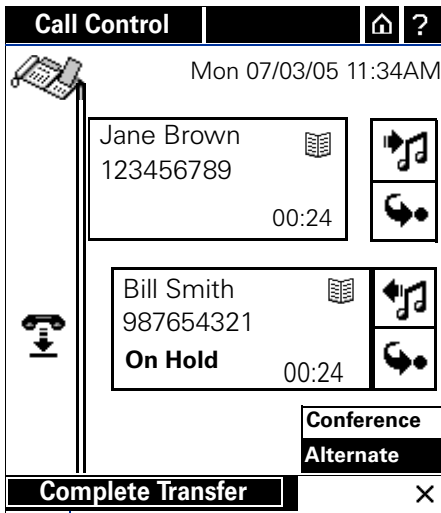 Call Control ?
Mon 07/03/05 11:34AM
Jane Brown
123456789
00:24
Bill Smith
987654321
On Hold 00:24
Conference
Alternate
Complete Transfer ×